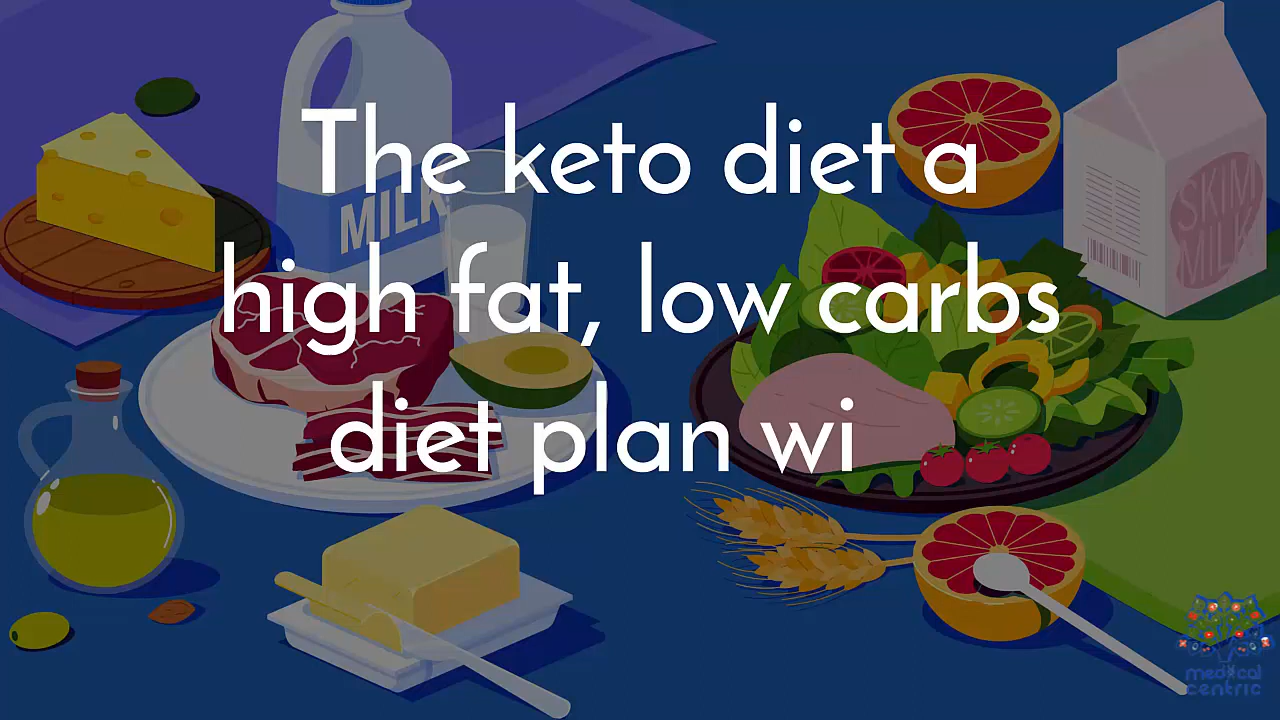 The keto diet a
high fat, low carbs
diet plan wi
MILK
SKIM
MILK
medical
centric